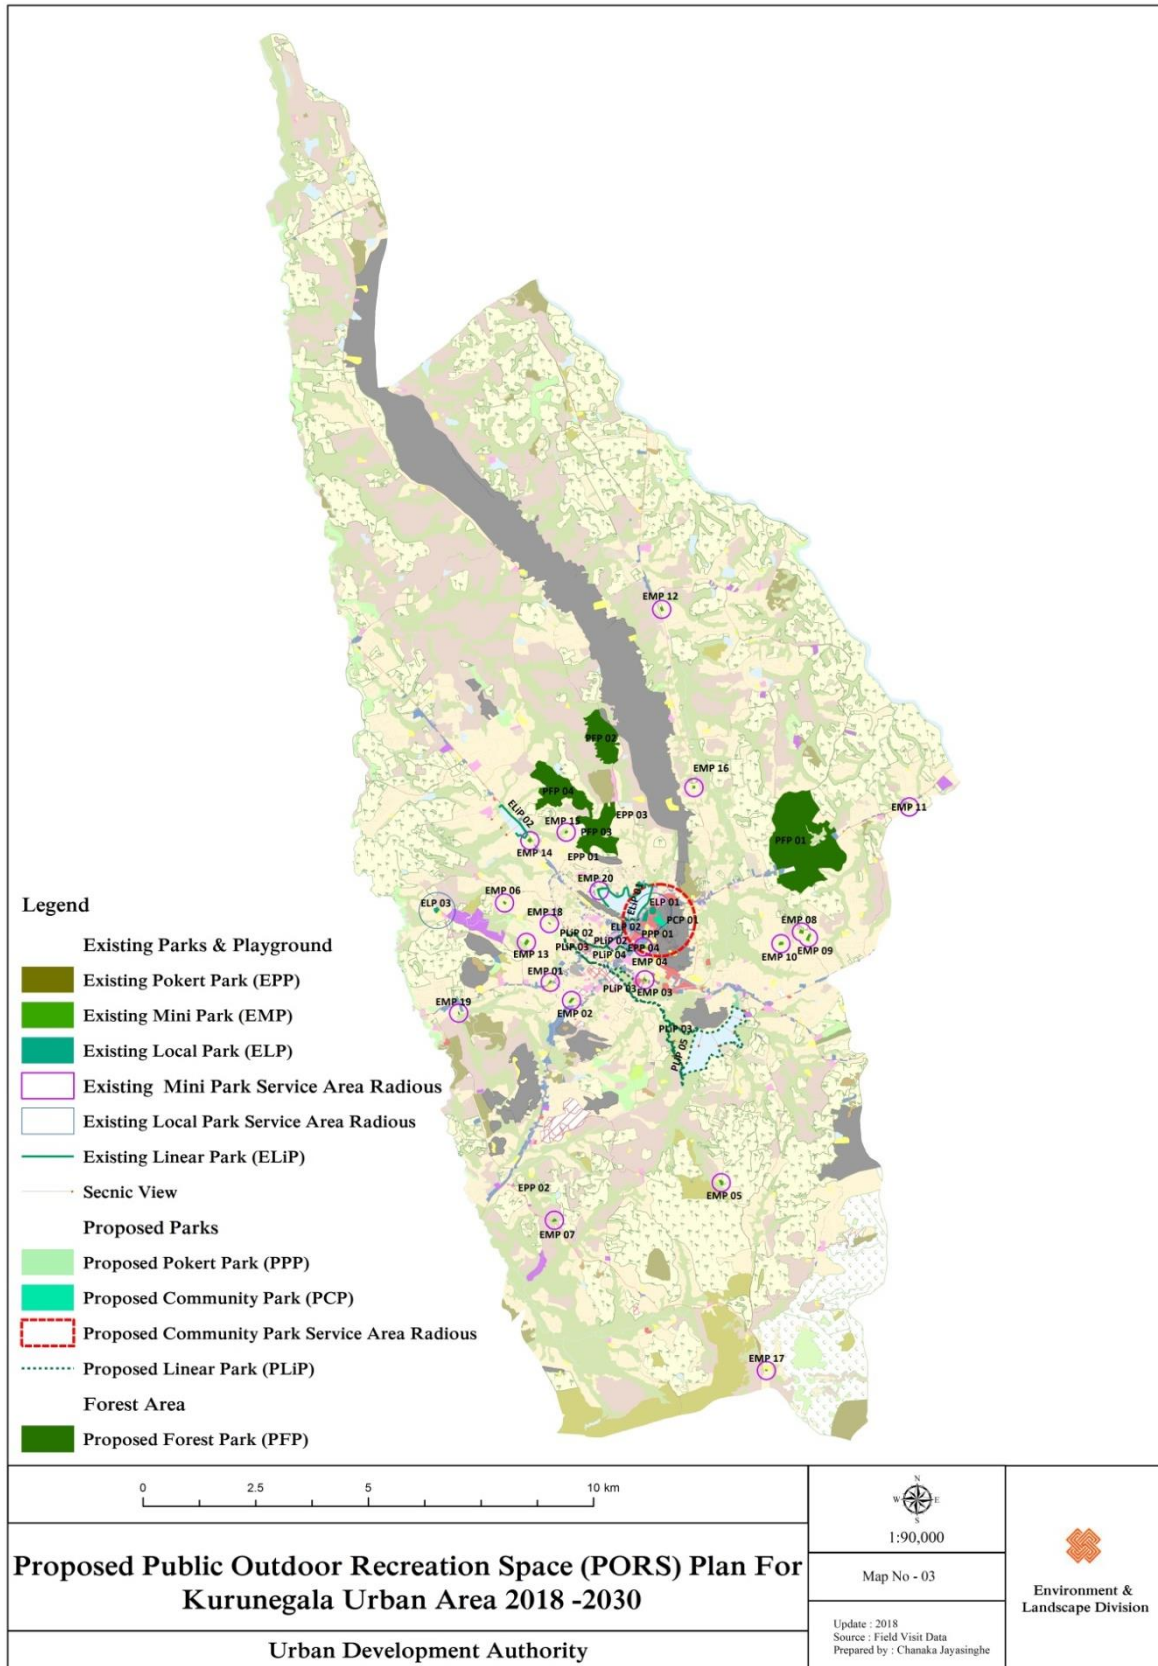 EMP 12
PFP 02
EMP 16
PFP 04
EMP 11
ELiP 02
EMP 15
EPP 03
PFP 03
PFP 01
EMP 14
EPP 01
EMP 20
ELiP 01
EMP 06
ELP 03
ELP 01
EMP 18
ELP 02
PCP 01
EMP 08
PLiP 02
PPP 01
EMP 13
PLiP 03
PLiP 02
EPP 04
EMP 10
EMP 09
PLiP 04
EMP 04
EMP 01
PLiP 03
EMP 03
EMP 19
EMP 02
PLiP 03
PLiP 05
EPP 02
EMP 05
EMP 07
EMP 17
Legend
Existing Parks & Playground
Existing Pokert Park (EPP)
Existing Mini Park (EMP)
Existing Local Park (ELP)
Existing Mini Park Service Area Radious
Existing Local Park Service Area Radious
Existing Linear Park (ELiP)
Secnic View
Proposed Parks
Proposed Pokert Park (PPP)
Proposed Community Park (PCP)
Proposed Community Park Service Area Radious
Proposed Linear Park (PLiP)
Forest Area
Proposed Forest Park (PFP)
0 2.5 5 10 km
N
W E
S
1:90,000
Proposed Public Outdoor Recreation Space (PORS) Plan For
Kurunegala Urban Area 2018 -2030
Urban Development Authority
Map No - 03
Update : 2018
Source : Field Visit Data
Prepared by : Chanaka Jayasinghe
Environment &
Landscape Division